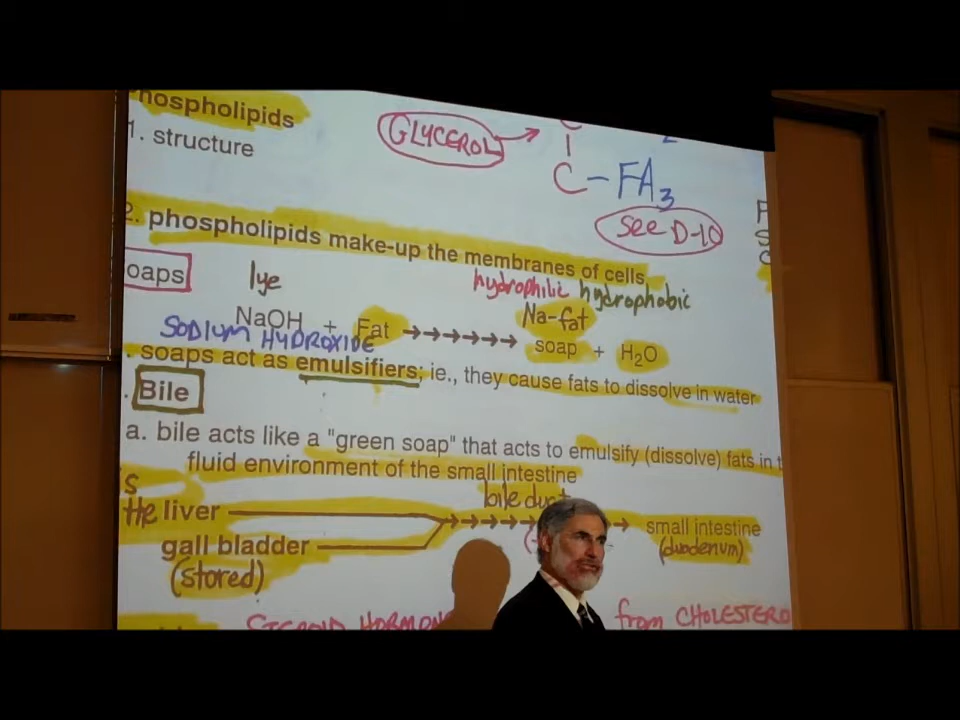 hospholipids
1. structure
GLYCEROL
C
C - FA3
see D-10
2. phospholipids make-up the membranes of cells
oaps
lye
hydrophilic hydrophobic
NaOH + Fat →→→→→→ Na-fat
SODIUM HYDROXIDE
soap + H2O
. soaps act as emulsifiers; ie., they cause fats to dissolve in water
. Bile
a. bile acts like a "green soap" that acts to emulsify (dissolve) fats in t
fluid environment of the small intestine
bile duct
liver
small intestine
gall bladder
(duodenum)
(stored)
STEROID HORMON
from CHOLESTERO